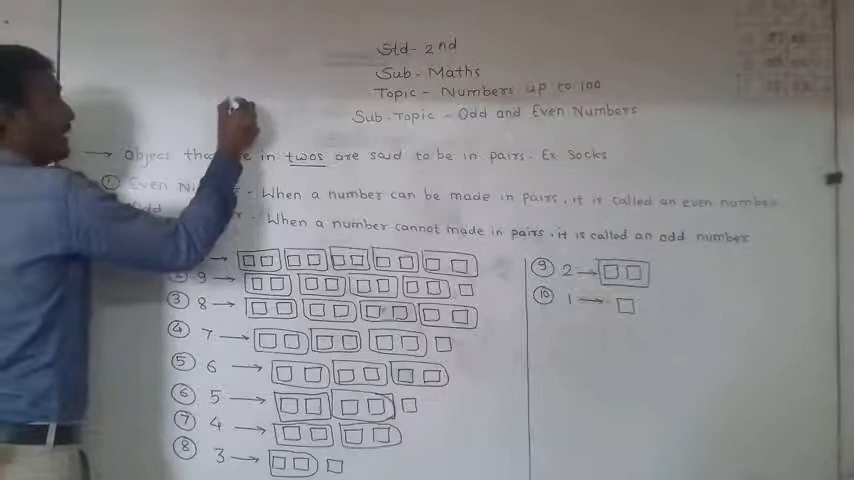 Std- 2nd
Sub- Maths
Topic - Numbers up to 100
Sub-Topic - Odd and Even Numbers
→ Object in twos are said to be in pairs. Ex Socks
① Even - When a number can be made in pairs, it is called an even number
Odd - When a number cannot made in pairs, it is called an odd number
→
② 9 →
③ 8 →
④ 7 →
⑤ 6 →
⑥ 5 →
⑦ 4 →
⑧ 3 →
⑨ 2 →
⑩ 1 →